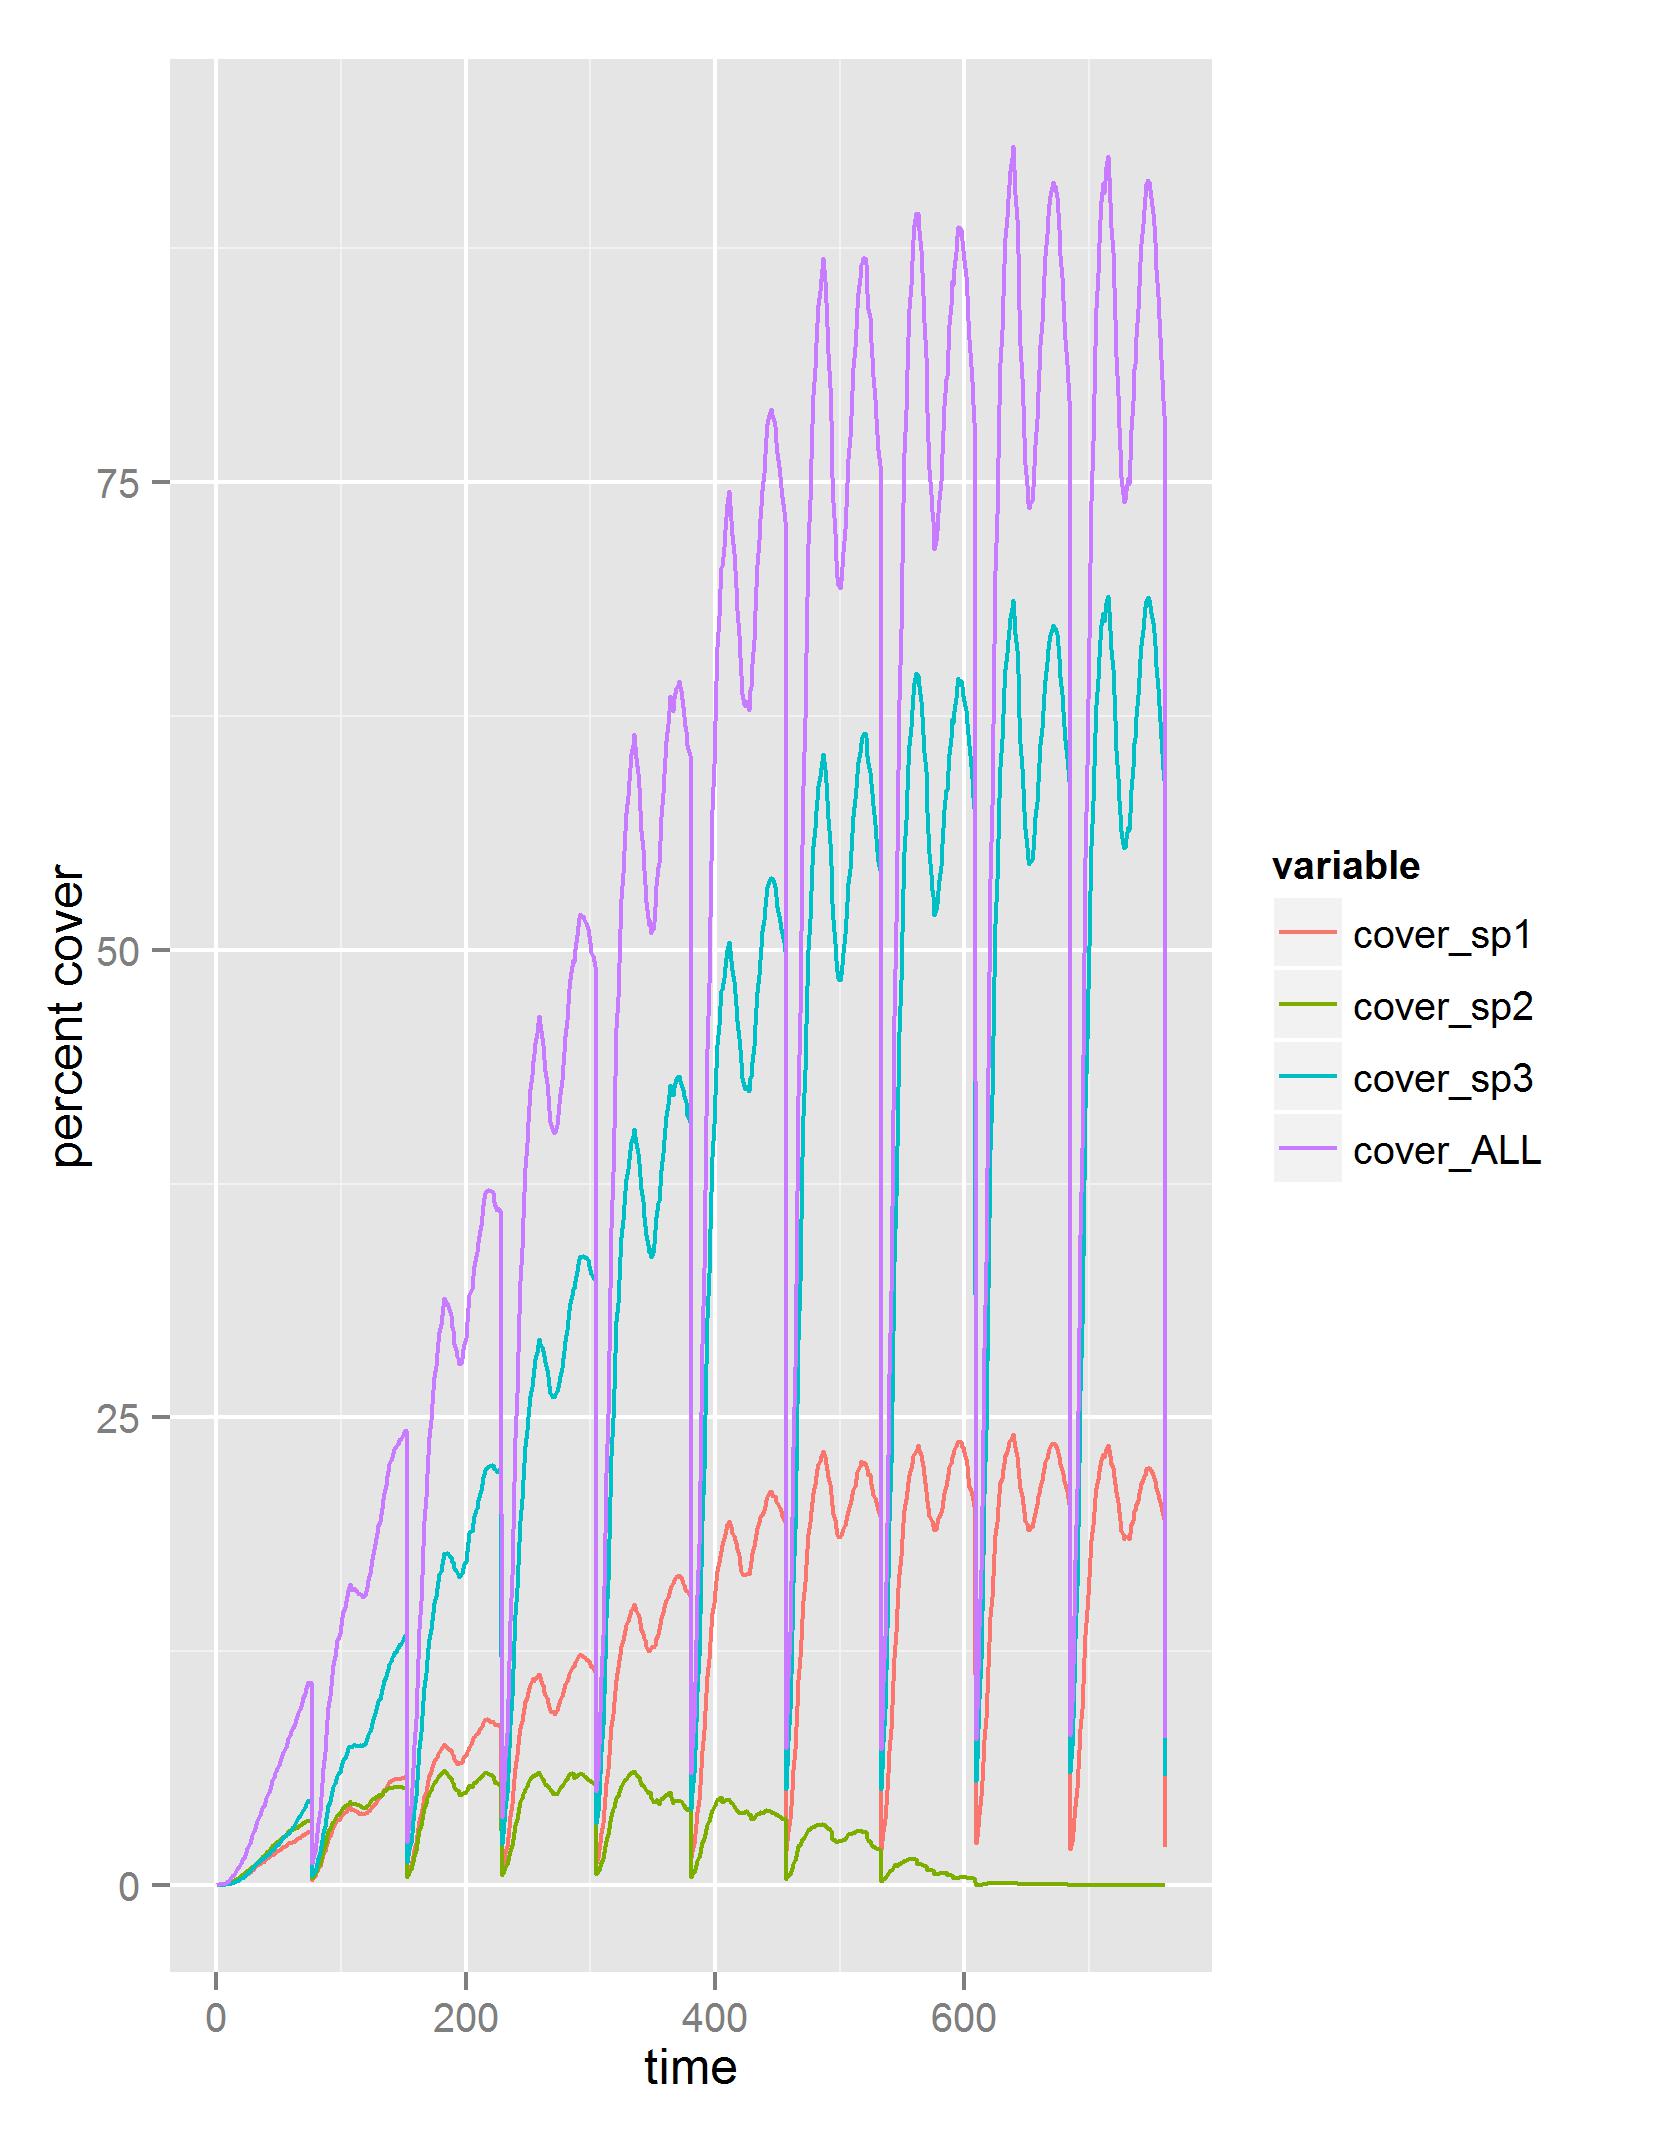 percent cover
75
50
25
0
0 200 400 600
time
variable
cover_sp1
cover_sp2
cover_sp3
cover_ALL